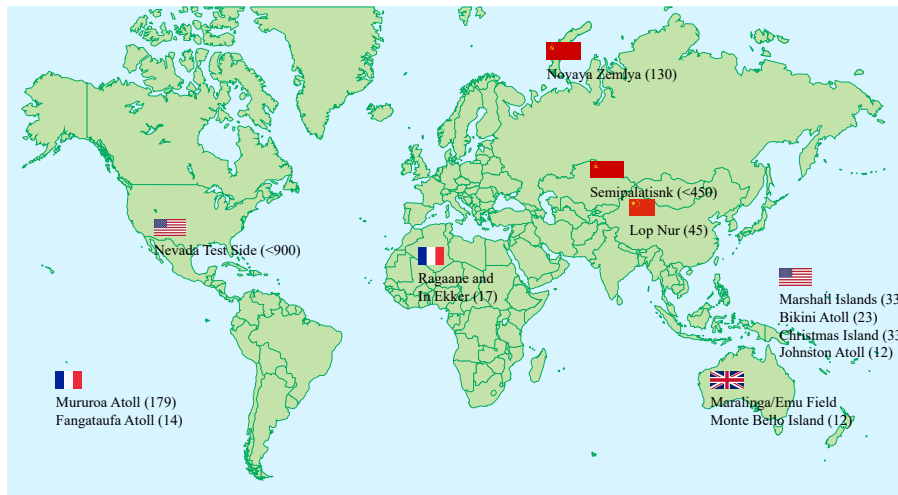 Novaya Zemlya (130)
Semipalatisnk (<450)
Lop Nur (45)
Nevada Test Side (<900)
Ragaane and
In Ekker (17)
Marshall Islands (33
Bikini Atoll (23)
Christmas Island (33
Johnston Atoll (12)
Mururoa Atoll (179)
Fangataufa Atoll (14)
Maralinga/Emu Field
Monte Bello Island (12)